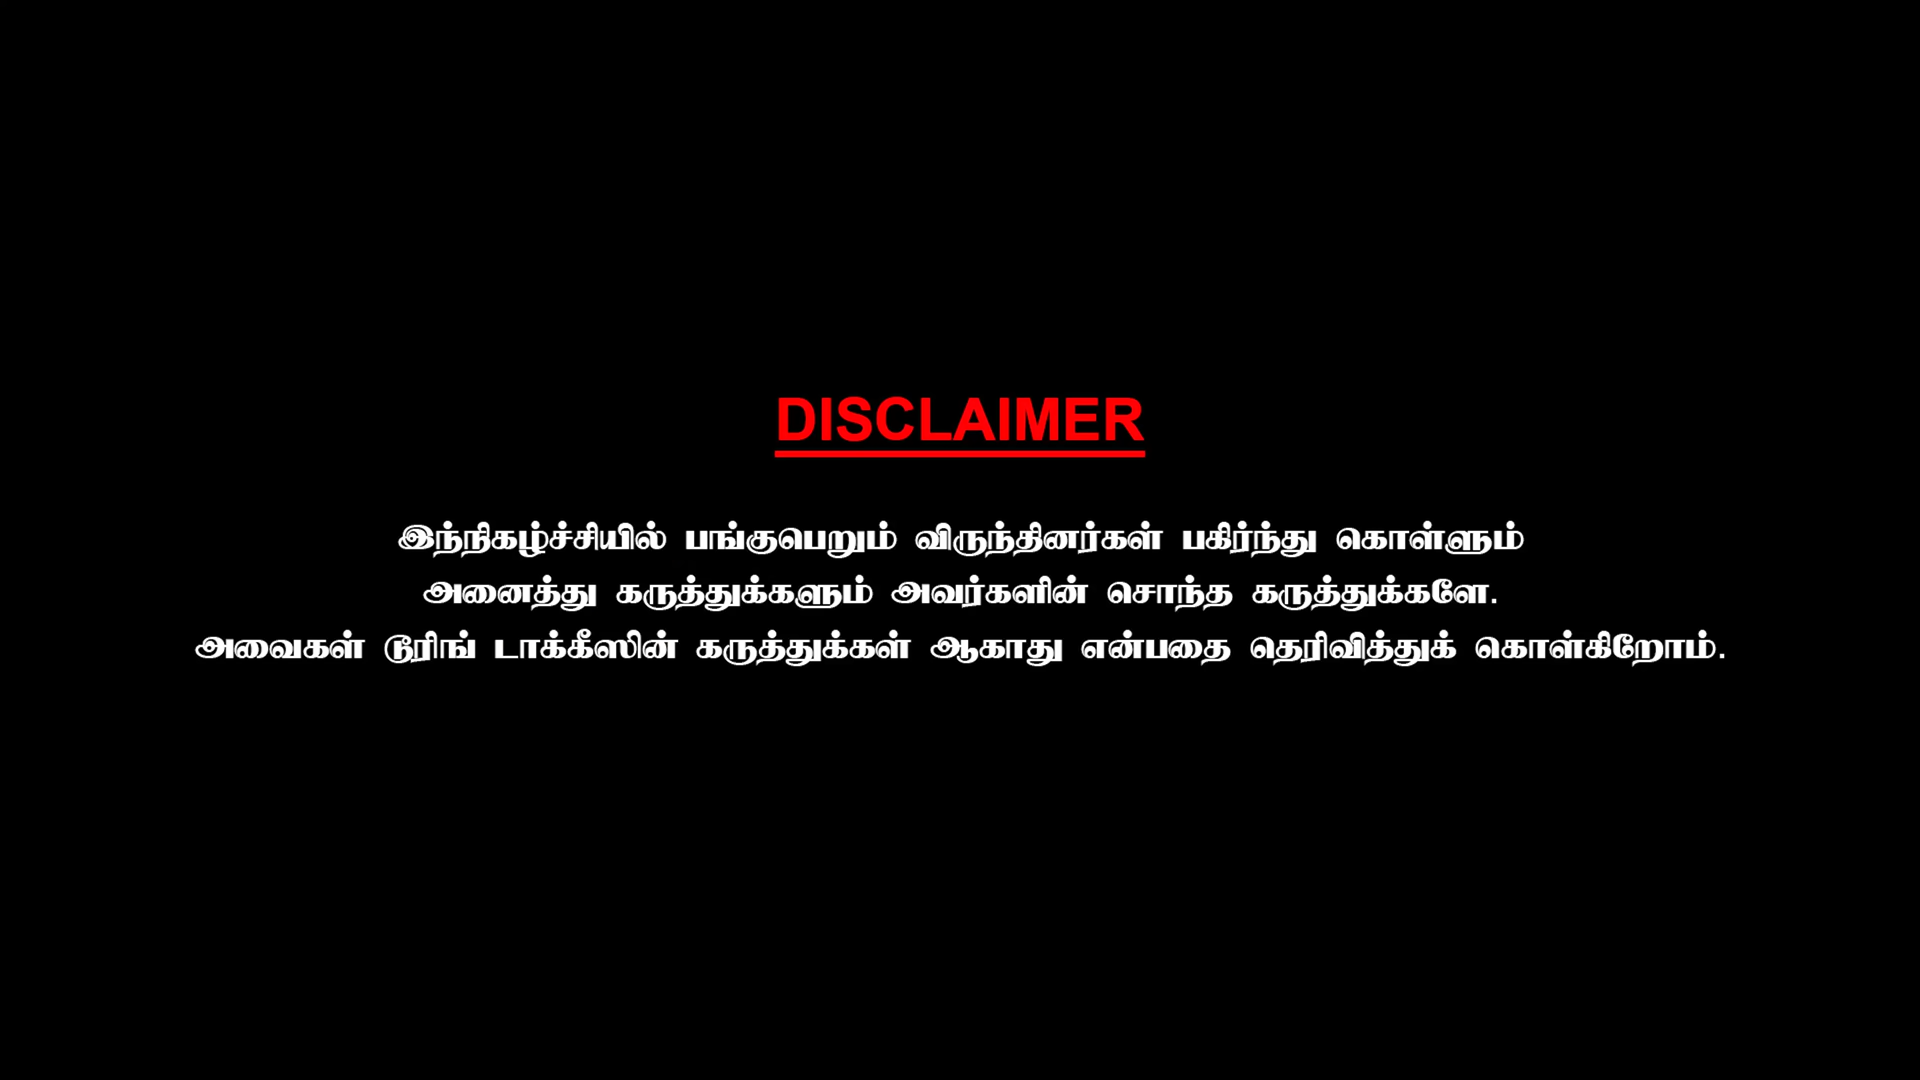 DISCLAIMER
இந்நிகழ்ச்சியில் பங்குபெறும் விருந்தினர்கள் பகிர்ந்து கொள்ளும்
அனைத்து கருத்துக்களும் அவர்களின் சொந்த கருத்துக்களே.
அவைகள் டூரிங் டாக்கீஸின் கருத்துக்கள் ஆகாது என்பதை தெரிவித்துக் கொள்கிறோம்.